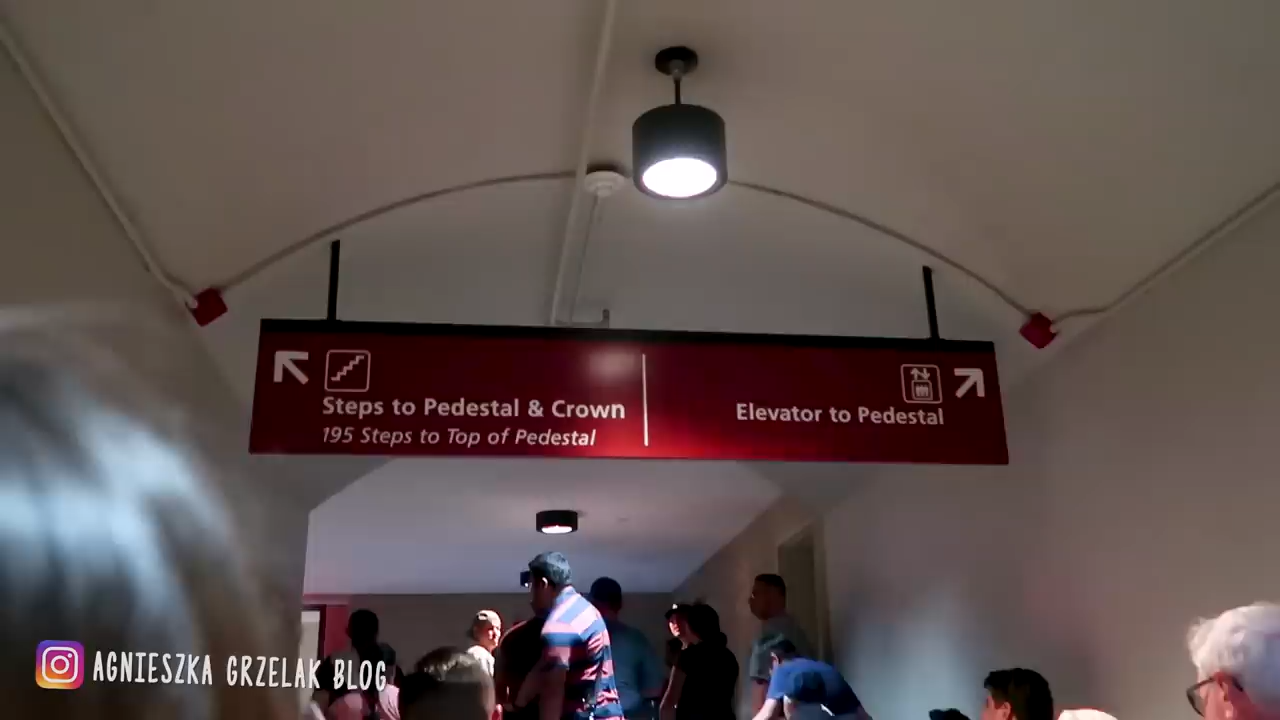 Steps to Pedestal & Crown
195 Steps to Top of Pedestal
Elevator to Pedestal
AGNIESZKA GRZELAK BLOG